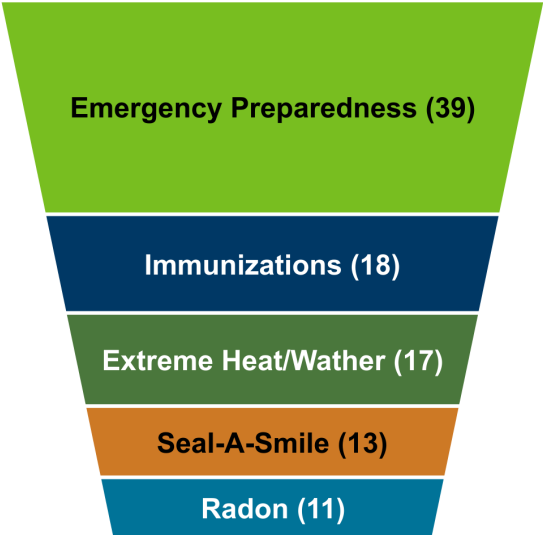 Emergency Preparedness (39)
Immunizations (18)
Extreme Heat/Wather (17)
Seal-A-Smile (13)
Radon (11)